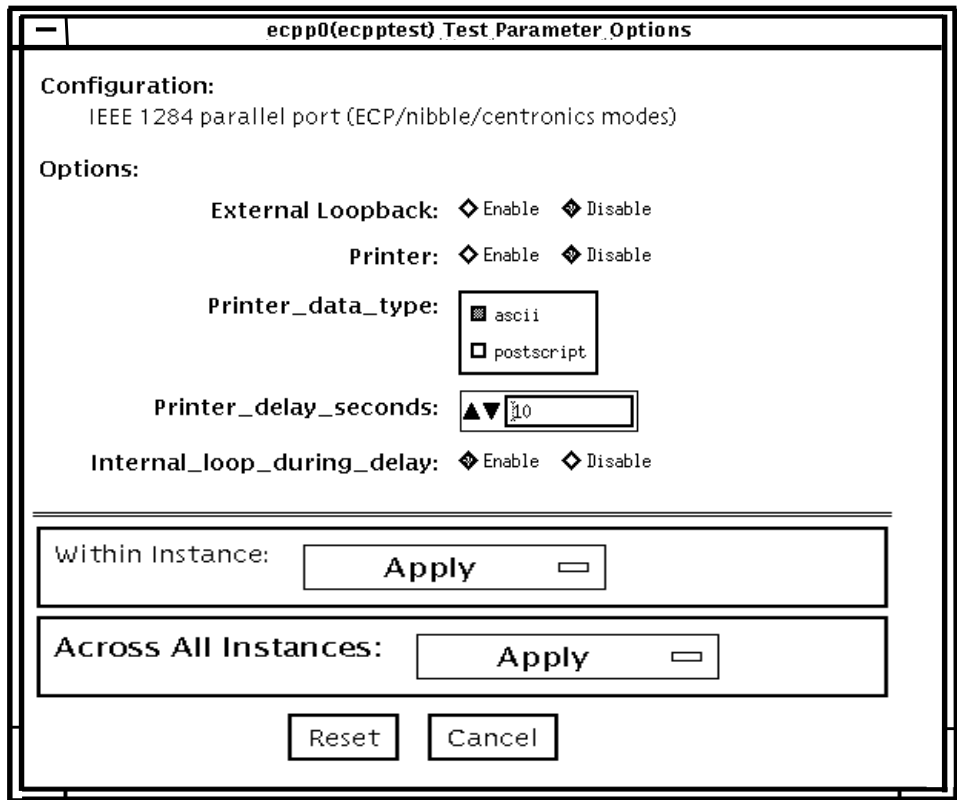 ecpp0(ecpptest) Test Parameter Options
Configuration:
IEEE 1284 parallel port (ECP/nibble/centronics modes)
Options:
External Loopback: Enable Disable
Printer: Enable Disable
Printer_data_type: ascii
postscript
Printer_delay_seconds: 10
Internal_loop_during_delay: Enable Disable
Within Instance: Apply
Across All Instances: Apply
Reset Cancel